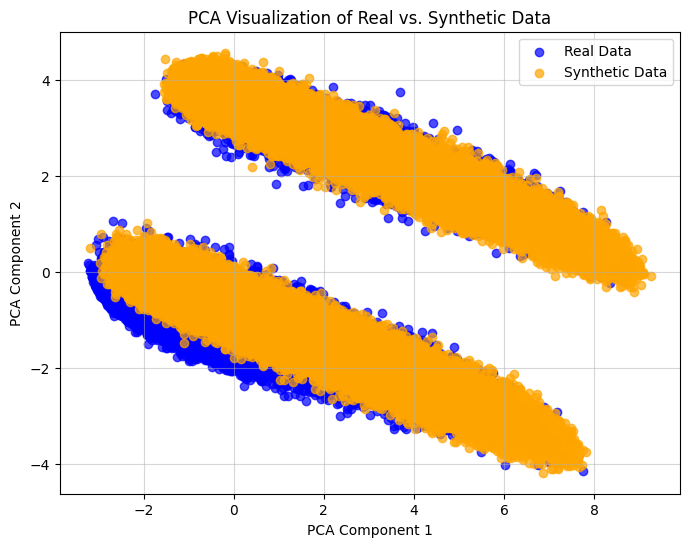 PCA Visualization of Real vs. Synthetic Data
Real Data
Synthetic Data
4
2
0
−2
−4
PCA Component 2
−2
0
2
4
6
8
PCA Component 1